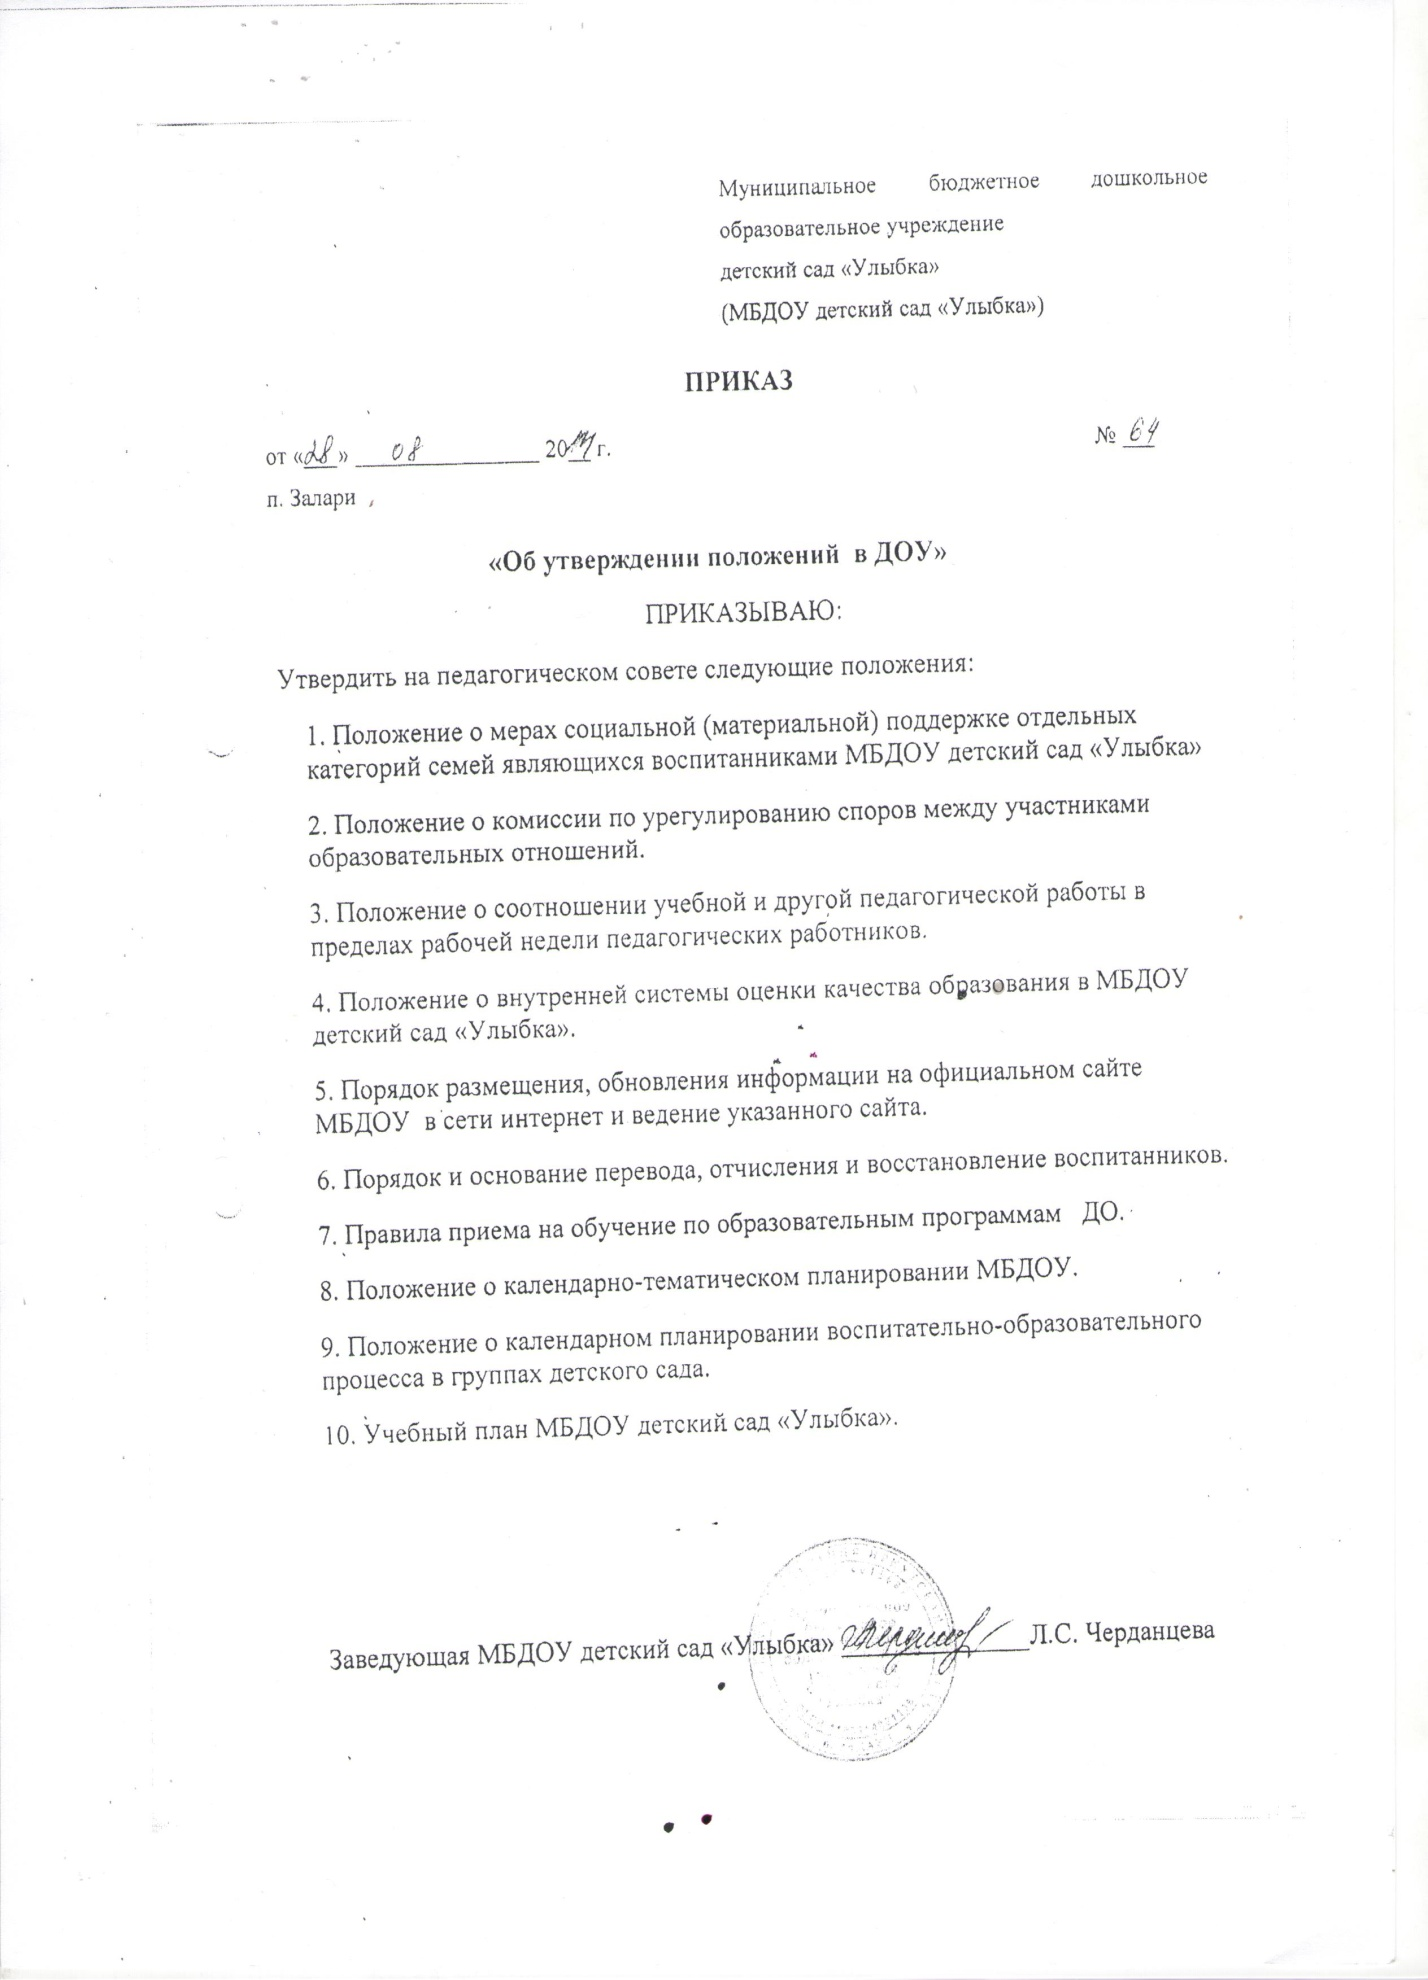 Муниципальное бюджетное дошкольное
образовательное учреждение
детский сад «Улыбка»
(МБДОУ детский сад «Улыбка»)
ПРИКАЗ
от «28» 08 2014 г. № 64
п. Залари
«Об утверждении положений в ДОУ»
ПРИКАЗЫВАЮ:
Утвердить на педагогическом совете следующие положения:
1. Положение о мерах социальной (материальной) поддержке отдельных
категорий семей являющихся воспитанниками МБДОУ детский сад «Улыбка»
2. Положение о комиссии по урегулированию споров между участниками
образовательных отношений.
3. Положение о соотношении учебной и другой педагогической работы в
пределах рабочей недели педагогических работников.
4. Положение о внутренней системы оценки качества образования в МБДОУ
детский сад «Улыбка».
5. Порядок размещения, обновления информации на официальном сайте
МБДОУ в сети интернет и ведение указанного сайта.
6. Порядок и основание перевода, отчисления и восстановление воспитанников.
7. Правила приема на обучение по образовательным программам ДО.
8. Положение о календарно-тематическом планировании МБДОУ.
9. Положение о календарном планировании воспитательно-образовательного
процесса в группах детского сада.
10. Учебный план МБДОУ детский сад «Улыбка».
Заведующая МБДОУ детский сад «Улыбка» Л.С. Черданцева